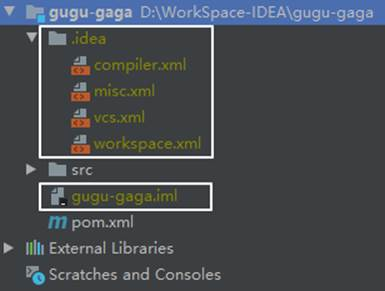 gugu-gaga D:\WorkSpace-IDEA\gugu-gaga
.idea
compiler.xml
misc.xml
vcs.xml
workspace.xml
src
gugu-gaga.iml
m pom.xml
External Libraries
Scratches and Consoles